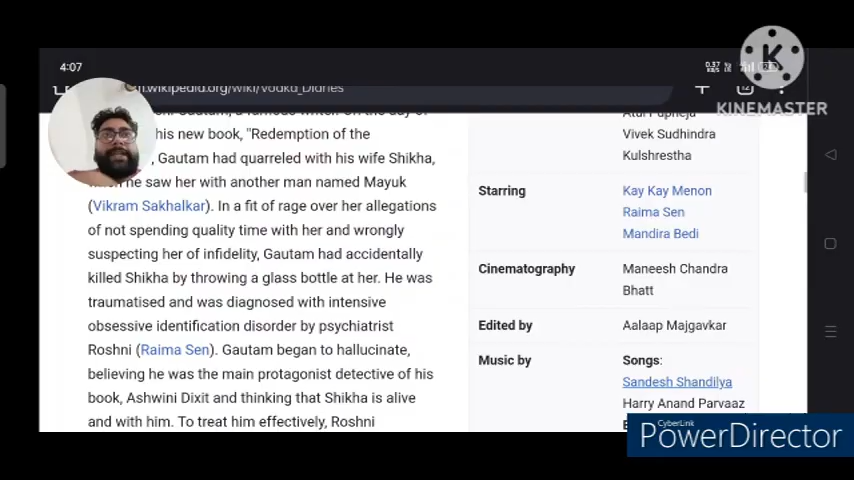 4:07
KINEMASTER
.wikipedia.org/wiki/Vodka_Diaries
his new book, "Redemption of the
, Gautam had quarreled with his wife Shikha,
he saw her with another man named Mayuk
(Vikram Sakhalkar). In a fit of rage over her allegations
of not spending quality time with her and wrongly
suspecting her of infidelity, Gautam had accidentally
killed Shikha by throwing a glass bottle at her. He was
traumatised and was diagnosed with intensive
obsessive identification disorder by psychiatrist
Roshni (Raima Sen). Gautam began to hallucinate,
believing he was the main protagonist detective of his
book, Ashwini Dixit and thinking that Shikha is alive
and with him. To treat him effectively, Roshni
Vivek Sudhindra
Kulshrestha
Starring
Kay Kay Menon
Raima Sen
Mandira Bedi
Cinematography
Maneesh Chandra
Bhatt
Edited by
Aalaap Majgavkar
Music by
Songs:
Sandesh Shandilya
Harry Anand Parvaaz
CyberLink
PowerDirector